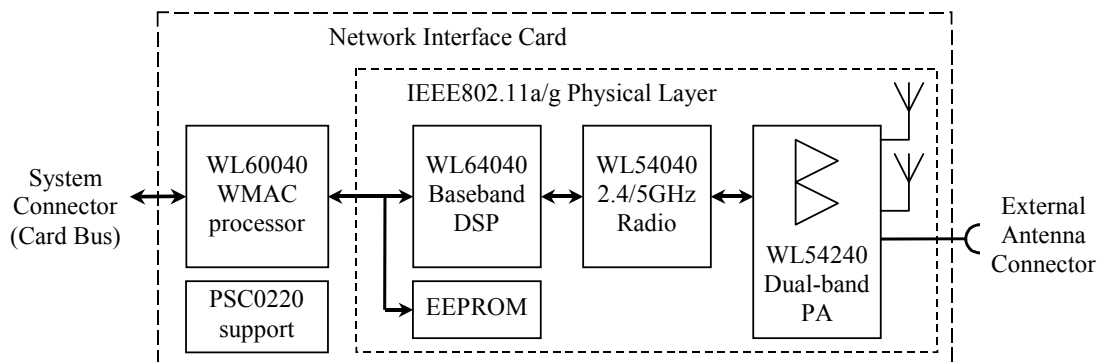 Network Interface Card
IEEE802.11a/g Physical Layer
System
Connector
(Card Bus)
WL60040
WMAC
processor
PSC0220
support
WL64040
Baseband
DSP
EEPROM
WL54040
2.4/5GHz
Radio
WL54240
Dual-band
PA
External
Antenna
Connector